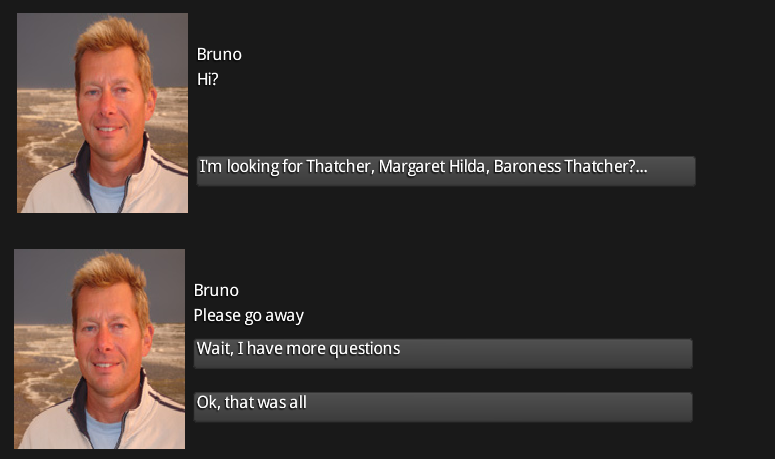 Bruno
Hi?
I'm looking for Thatcher, Margaret Hilda, Baroness Thatcher?...
Bruno
Please go away
Wait, I have more questions
Ok, that was all